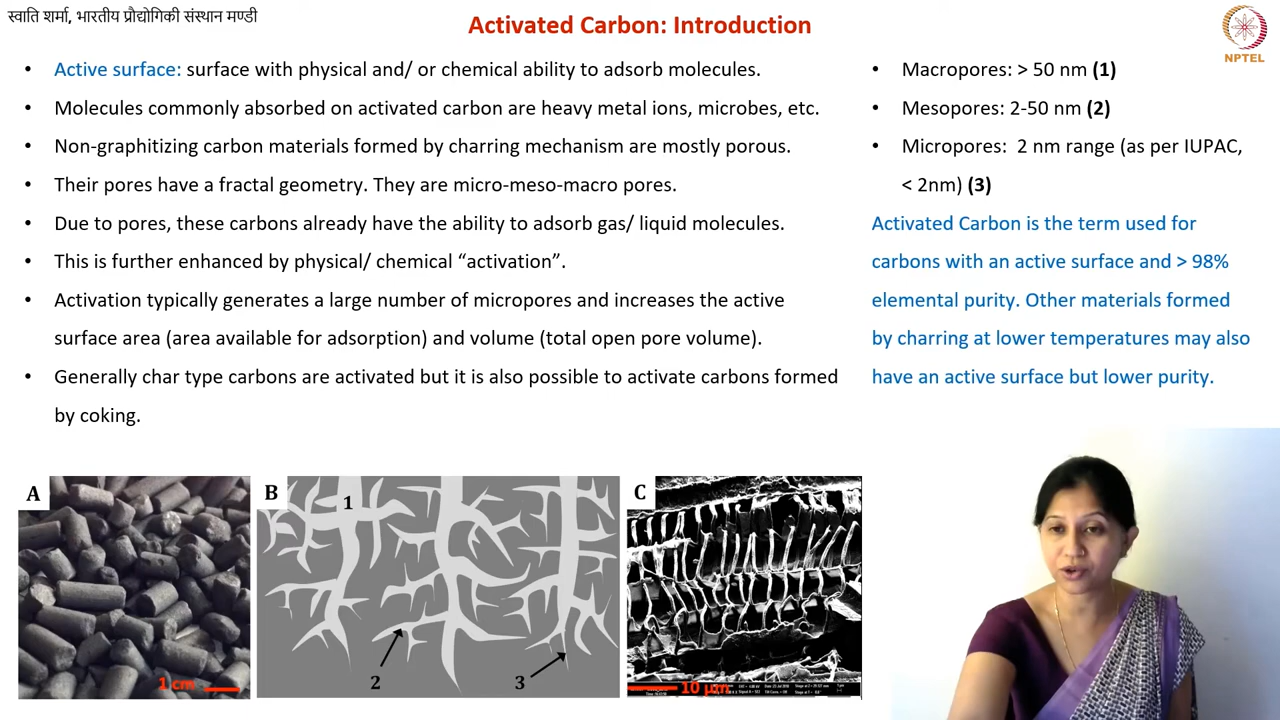 स्वाति शर्मा, भारतीय प्रौद्योगिकी संस्थान मण्डी
Activated Carbon: Introduction
NPTEL
• Active surface: surface with physical and/ or chemical ability to adsorb molecules.
• Molecules commonly absorbed on activated carbon are heavy metal ions, microbes, etc.
• Non-graphitizing carbon materials formed by charring mechanism are mostly porous.
• Their pores have a fractal geometry. They are micro-meso-macro pores.
• Due to pores, these carbons already have the ability to adsorb gas/ liquid molecules.
• This is further enhanced by physical/ chemical “activation”.
• Activation typically generates a large number of micropores and increases the active
surface area (area available for adsorption) and volume (total open pore volume).
• Generally char type carbons are activated but it is also possible to activate carbons formed
by coking.
• Macropores: > 50 nm (1)
• Mesopores: 2-50 nm (2)
• Micropores: 2 nm range (as per IUPAC,
< 2nm) (3)
Activated Carbon is the term used for
carbons with an active surface and > 98%
elemental purity. Other materials formed
by charring at lower temperatures may also
have an active surface but lower purity.
A
1 cm
B
1
2
3
C
10 µm